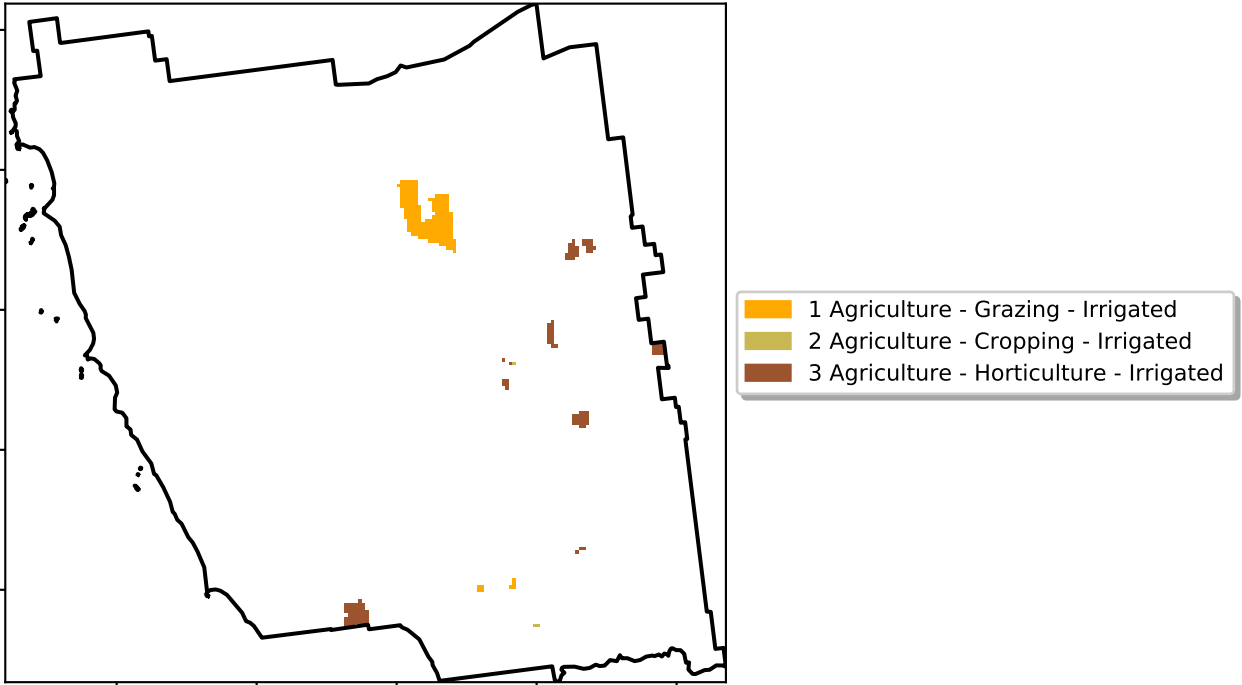 1 Agriculture - Grazing - Irrigated
2 Agriculture - Cropping - Irrigated
3 Agriculture - Horticulture - Irrigated